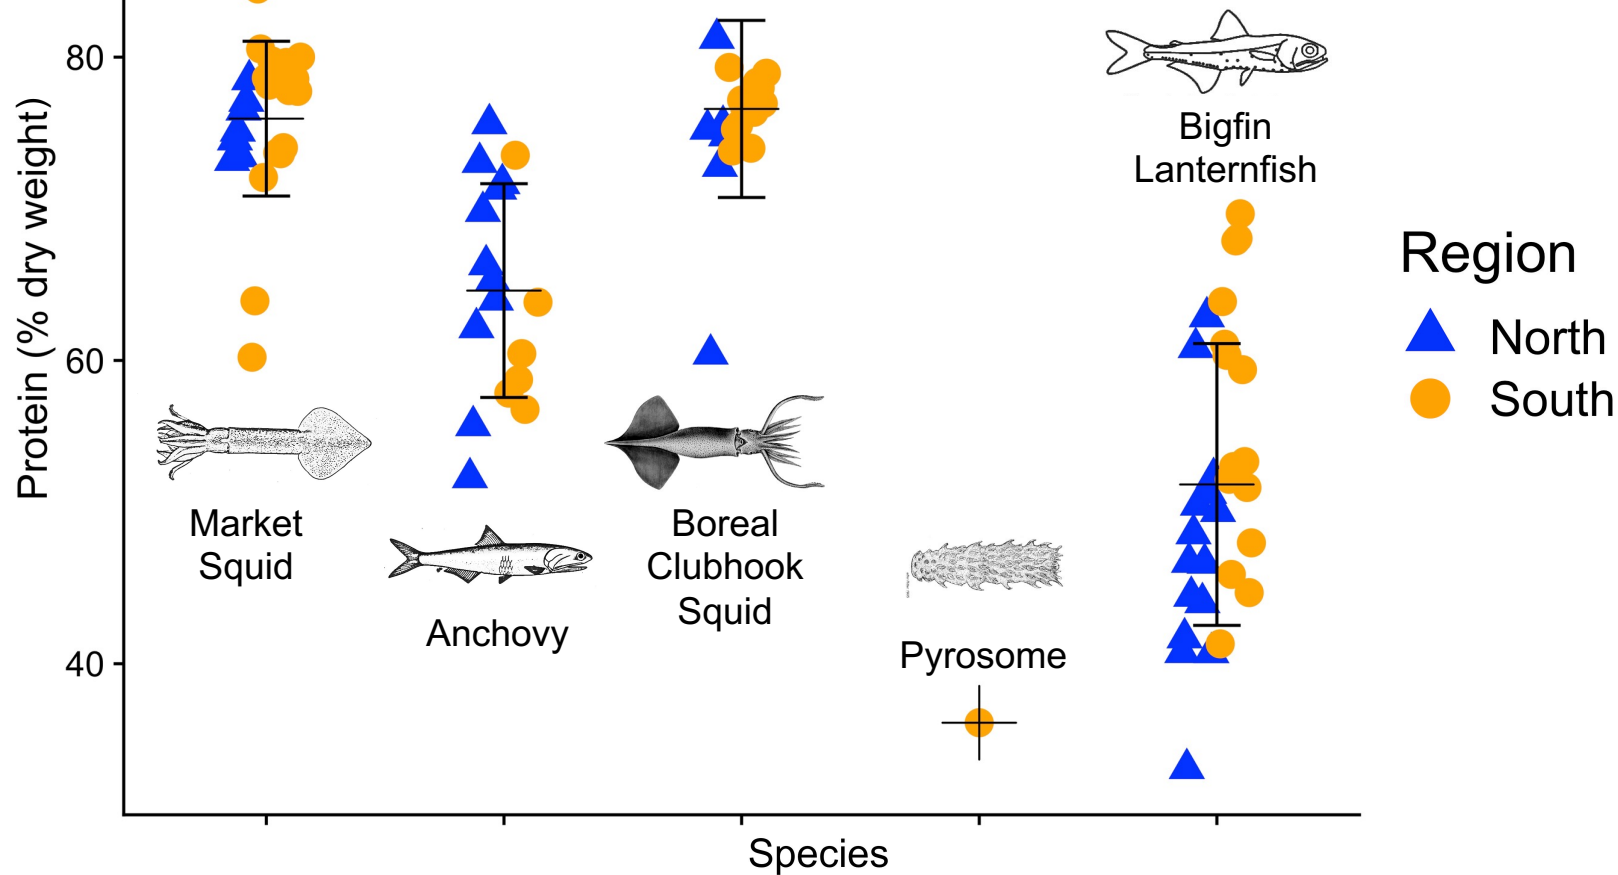 Protein (% dry weight)
80
60
40
Market
Squid
Anchovy
Boreal
Clubhook
Squid
Pyrosome
Bigfin
Lanternfish
Species
Region
North
South